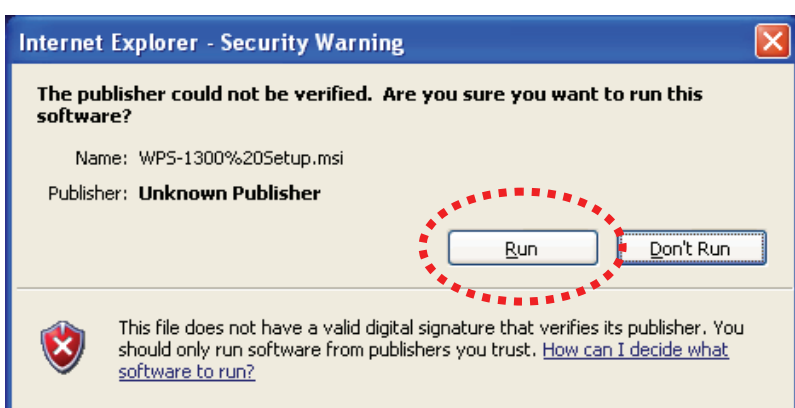 Internet Explorer - Security Warning
The publisher could not be verified. Are you sure you want to run this
software?
Name: WPS-1300%20Setup.msi
Publisher: Unknown Publisher
Run Don't Run
This file does not have a valid digital signature that verifies its publisher. You
should only run software from publishers you trust. How can I decide what
software to run?